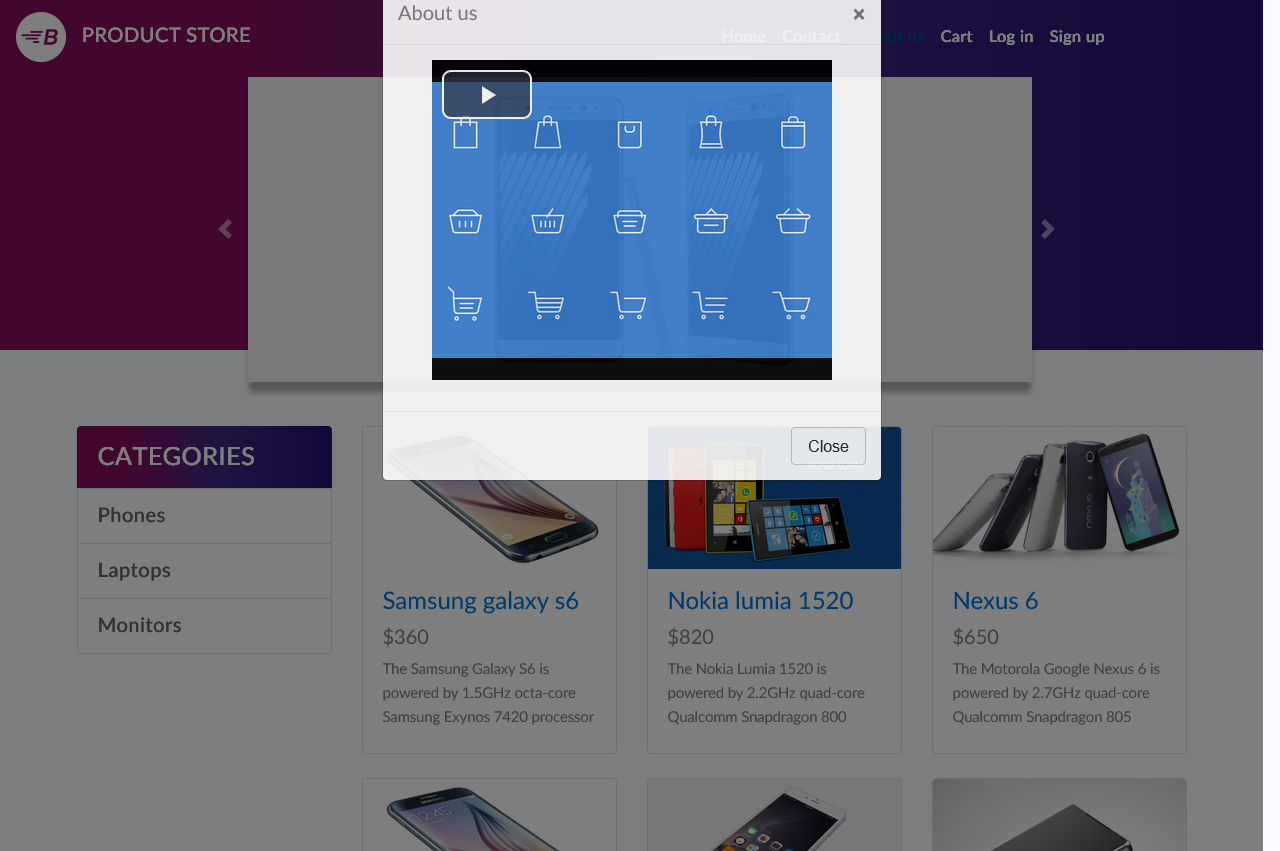 About us
×
PRODUCT STORE
Home Contact About us Cart Log in Sign up
Close
CATEGORIES
Phones
Laptops
Monitors
Samsung galaxy s6
$360
The Samsung Galaxy S6 is
powered by 1.5GHz octa-core
Samsung Exynos 7420 processor
Nokia lumia 1520
$820
The Nokia Lumia 1520 is
powered by 2.2GHz quad-core
Qualcomm Snapdragon 800
Nexus 6
$650
The Motorola Google Nexus 6 is
powered by 2.7GHz quad-core
Qualcomm Snapdragon 805